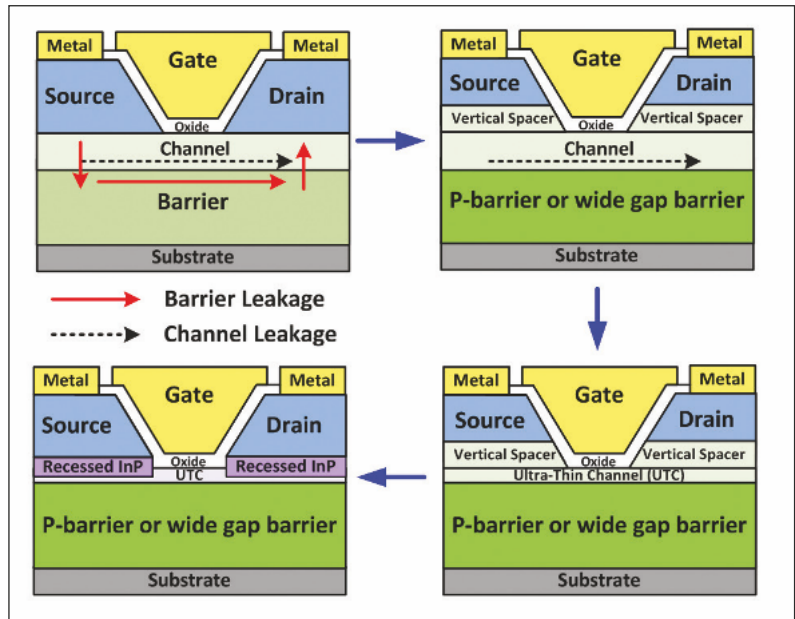 Metal
Gate
Metal
Source
Drain
Oxide
Channel
Barrier
Substrate
Metal
Gate
Metal
Source
Drain
Vertical Spacer
Oxide
Vertical Spacer
Channel
P-barrier or wide gap barrier
Substrate
Barrier Leakage
Channel Leakage
Metal
Gate
Metal
Source
Drain
Recessed InP
Oxide
UTC
Recessed InP
P-barrier or wide gap barrier
Substrate
Metal
Gate
Metal
Source
Drain
Vertical Spacer
Oxide
Vertical Spacer
Ultra-Thin Channel (UTC)
P-barrier or wide gap barrier
Substrate